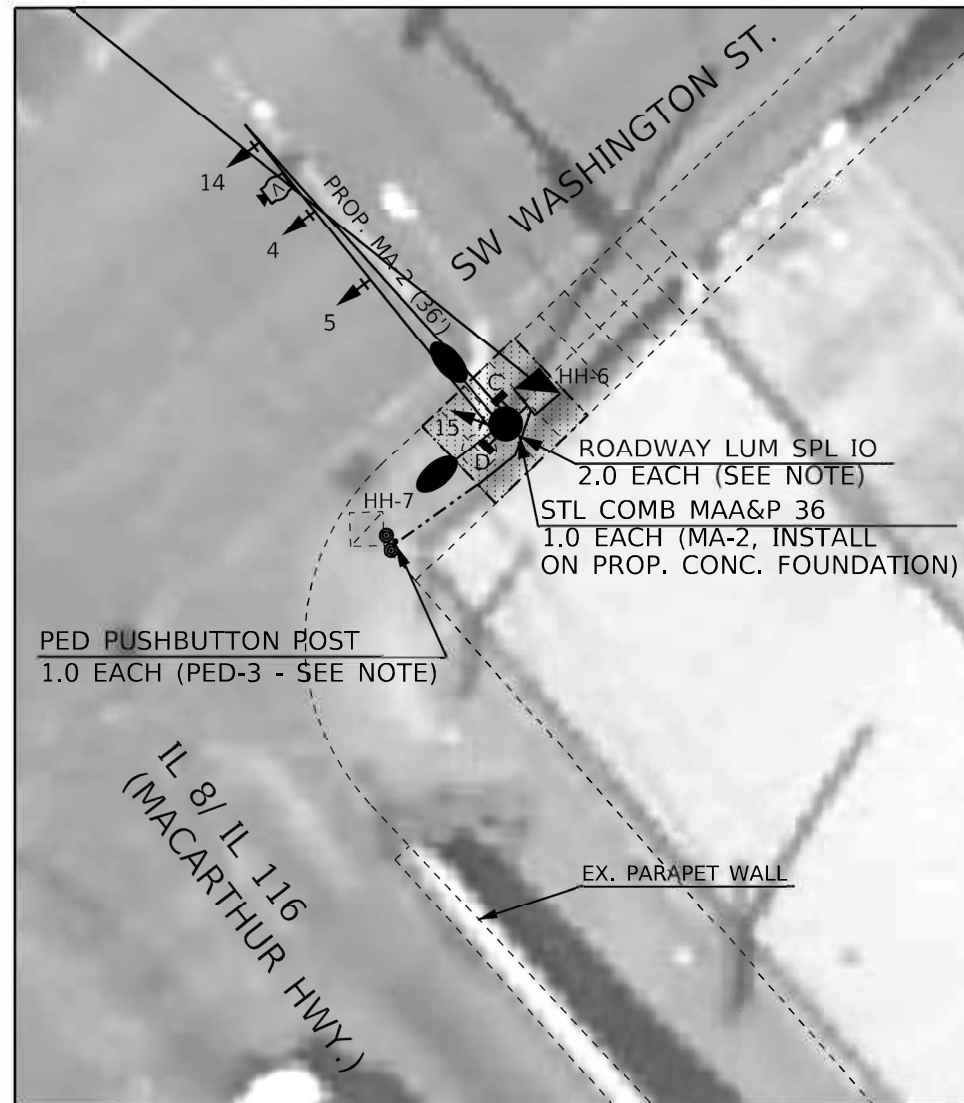 SW WASHINGTON ST.
14
4
5
PROP. MA-2 (36')
C
HH-6
15
D
ROADWAY LUM SPL IO
2.0 EACH (SEE NOTE)
HH-7
STL COMB MAA&P 36
1.0 EACH (MA-2, INSTALL
ON PROP. CONC. FOUNDATION)
PED PUSHBUTTON POST
1.0 EACH (PED-3 - SEE NOTE)
IL 8/ IL 116
(MACARTHUR HWY.)
EX. PARAPET WALL